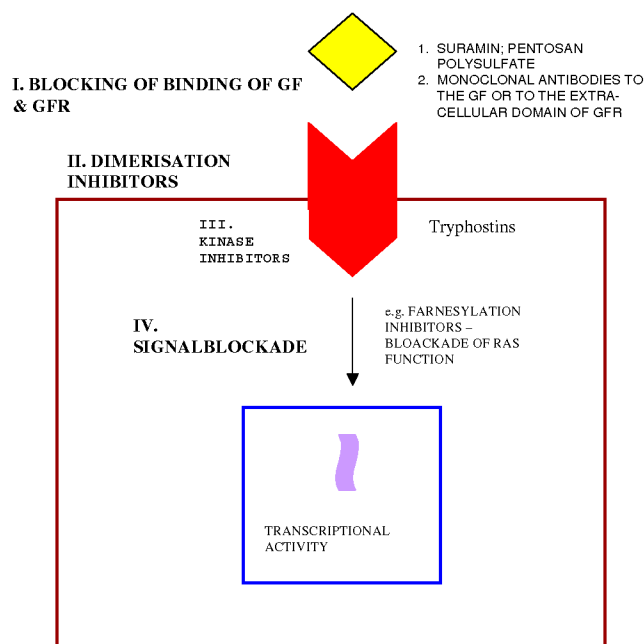 I. BLOCKING OF BINDING OF GF
& GFR
1. SURAMIN; PENTOSAN
POLYSULFATE
2. MONOCLONAL ANTIBODIES TO
THE GF OR TO THE EXTRA-
CELLULAR DOMAIN OF GFR
II. DIMERISATION
INHIBITORS
III.
KINASE
INHIBITORS
Tryphostins
IV.
SIGNALBLOCKADE
e.g. FARNESYLATION
INHIBITORS –
BLOACKADE OF RAS
FUNCTION
TRANSCRIPTIONAL
ACTIVITY